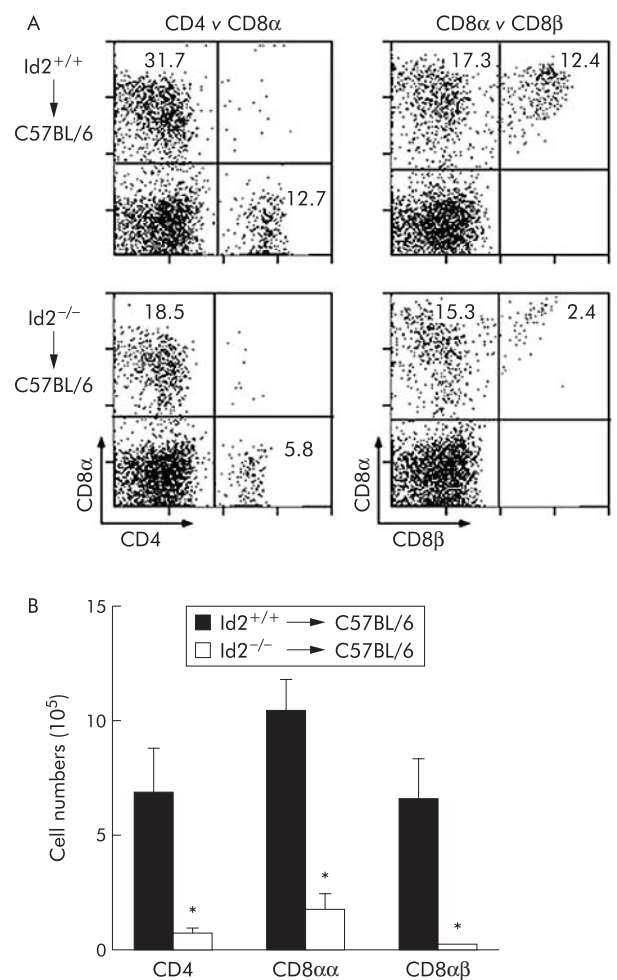 A
CD4 v CD8α
CD8α v CD8β
Id2+/+
C57BL/6
31.7
12.7
17.3
12.4
Id2–/–
C57BL/6
18.5
5.8
15.3
2.4
CD8α
CD4
CD8α
CD8β
B
15
10
5
0
Cell numbers (10⁵)
Id2+/+ → C57BL/6
Id2–/– → C57BL/6
*
*
*
CD4
CD8αα
CD8αβ